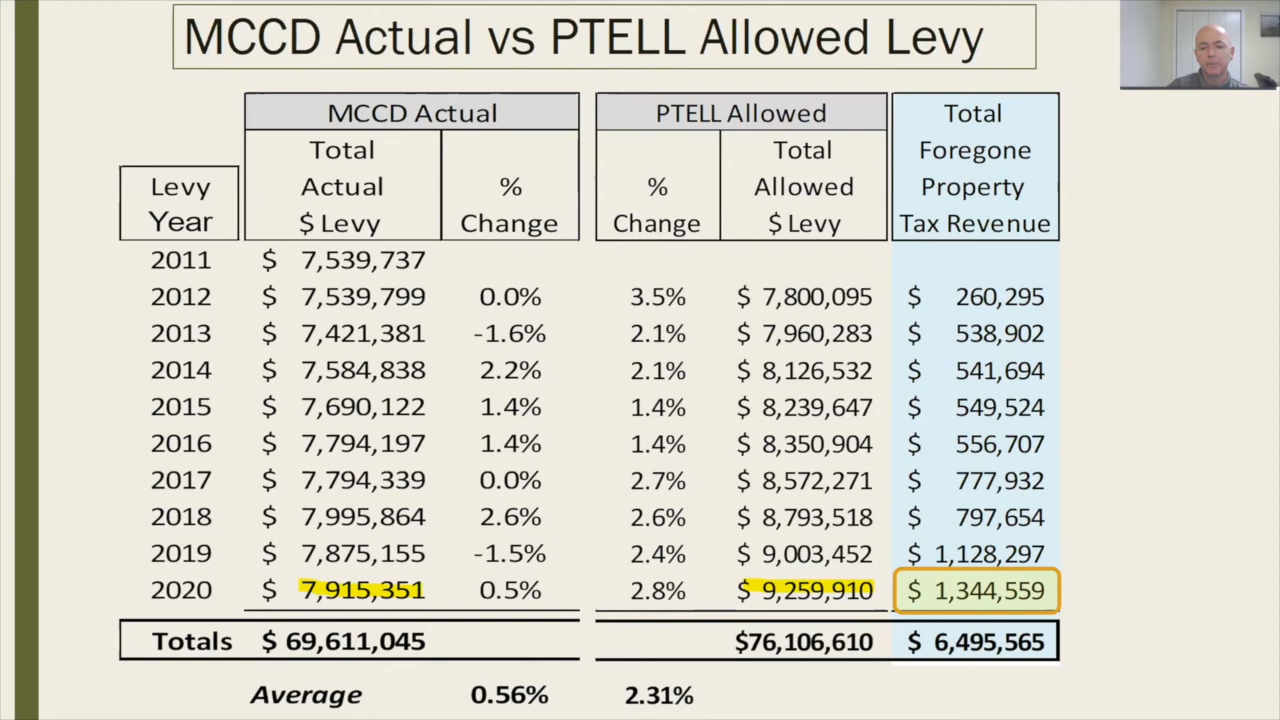 MCCD Actual vs PTELL Allowed Levy
MCCD Actual PTELL Allowed Total
Total Total Foregone
Levy Actual % % Allowed Property
Year $ Levy Change Change $ Levy Tax Revenue
2011 $ 7,539,737
2012 $ 7,539,799 0.0% 3.5% $ 7,800,095 $ 260,295
2013 $ 7,421,381 -1.6% 2.1% $ 7,960,283 $ 538,902
2014 $ 7,584,838 2.2% 2.1% $ 8,126,532 $ 541,694
2015 $ 7,690,122 1.4% 1.4% $ 8,239,647 $ 549,524
2016 $ 7,794,197 1.4% 1.4% $ 8,350,904 $ 556,707
2017 $ 7,794,339 0.0% 2.7% $ 8,572,271 $ 777,932
2018 $ 7,995,864 2.6% 2.6% $ 8,793,518 $ 797,654
2019 $ 7,875,155 -1.5% 2.4% $ 9,003,452 $ 1,128,297
2020 $ 7,915,351 0.5% 2.8% $ 9,259,910 $ 1,344,559
Totals $ 69,611,045 $76,106,610 $ 6,495,565
Average 0.56% 2.31%